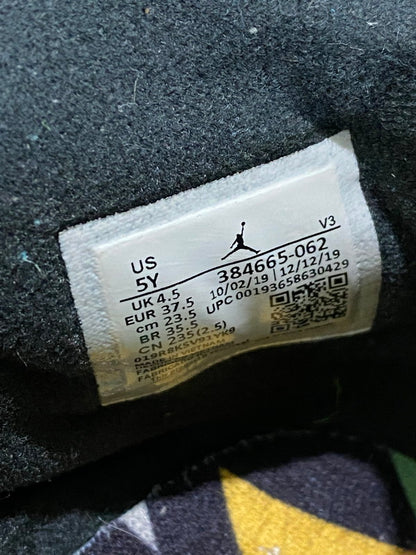 US
5Y
UK 4.5
EUR 37.5
cm 23.5
BR 35.5
CN 235(2.5)
V3
384665-062
10/02/19 | 12/12/19
UPC 00193658630429
VIETNAM